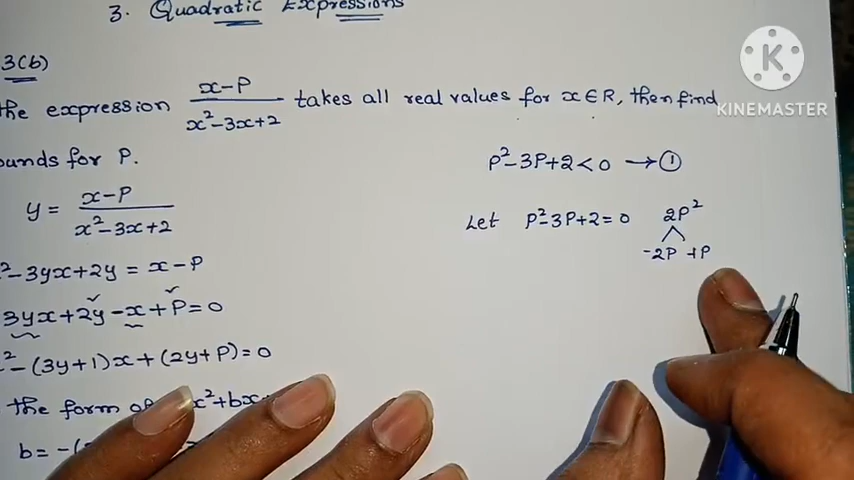 3. Quadratic Expressions
3(b)
the expression x-P / x²-3x+2 takes all real values for x∈R, then find
ounds for P.
y = x-P / x²-3x+2
²-3yx+2y = x-P
3yx+2y-x+P=0
²-(3y+1)x+(2y+P)=0
the form of x²+bx
b = -(
P²-3P+2<0 → ①
Let P²-3P+2=0 2P²
-2P +P
K
KINEMASTER